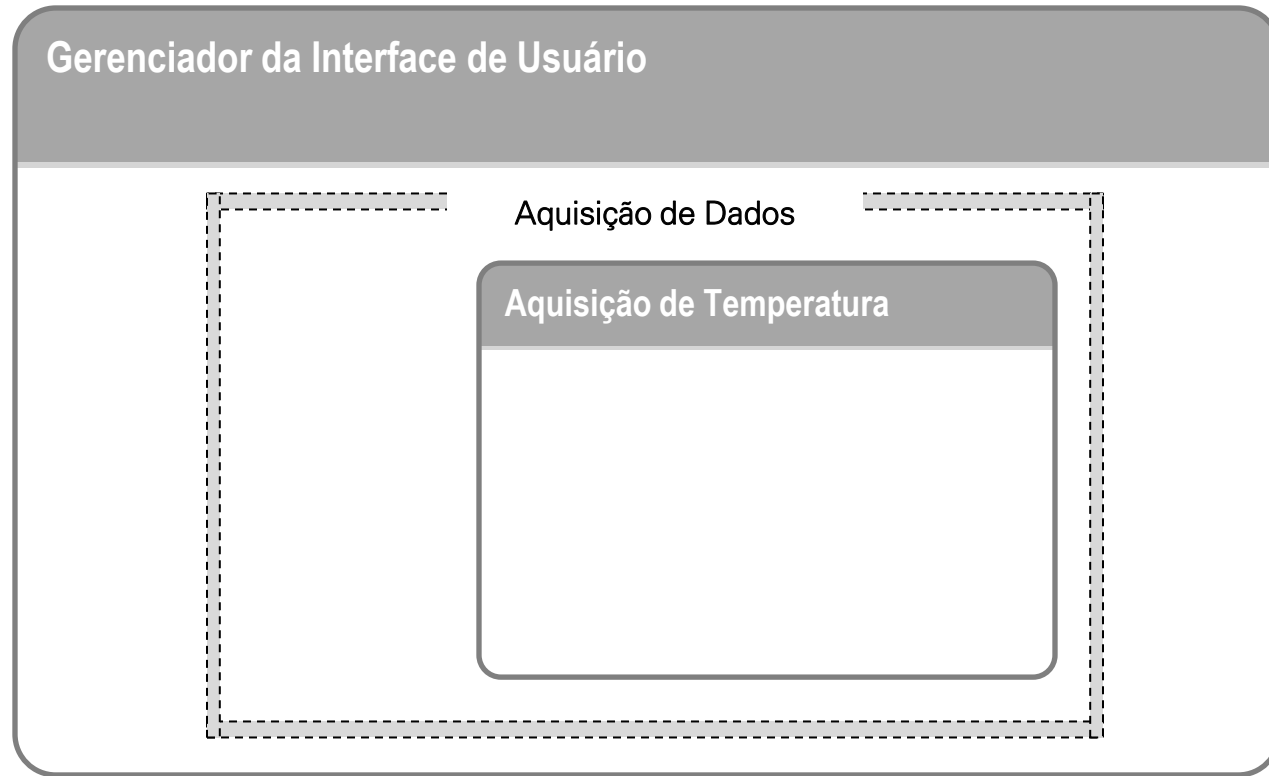 Gerenciador da Interface de Usuário
Aquisição de Dados
Aquisição de Temperatura